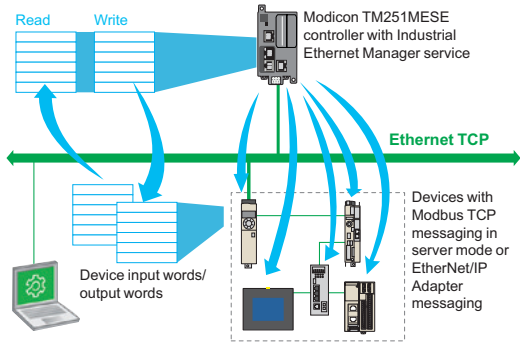 Read
Write
Modicon TM251MESE
controller with Industrial
Ethernet Manager service
Ethernet TCP
Devices with
Modbus TCP
messaging in
server mode or
EtherNet/IP
Adapter
messaging
Device input words/
output words